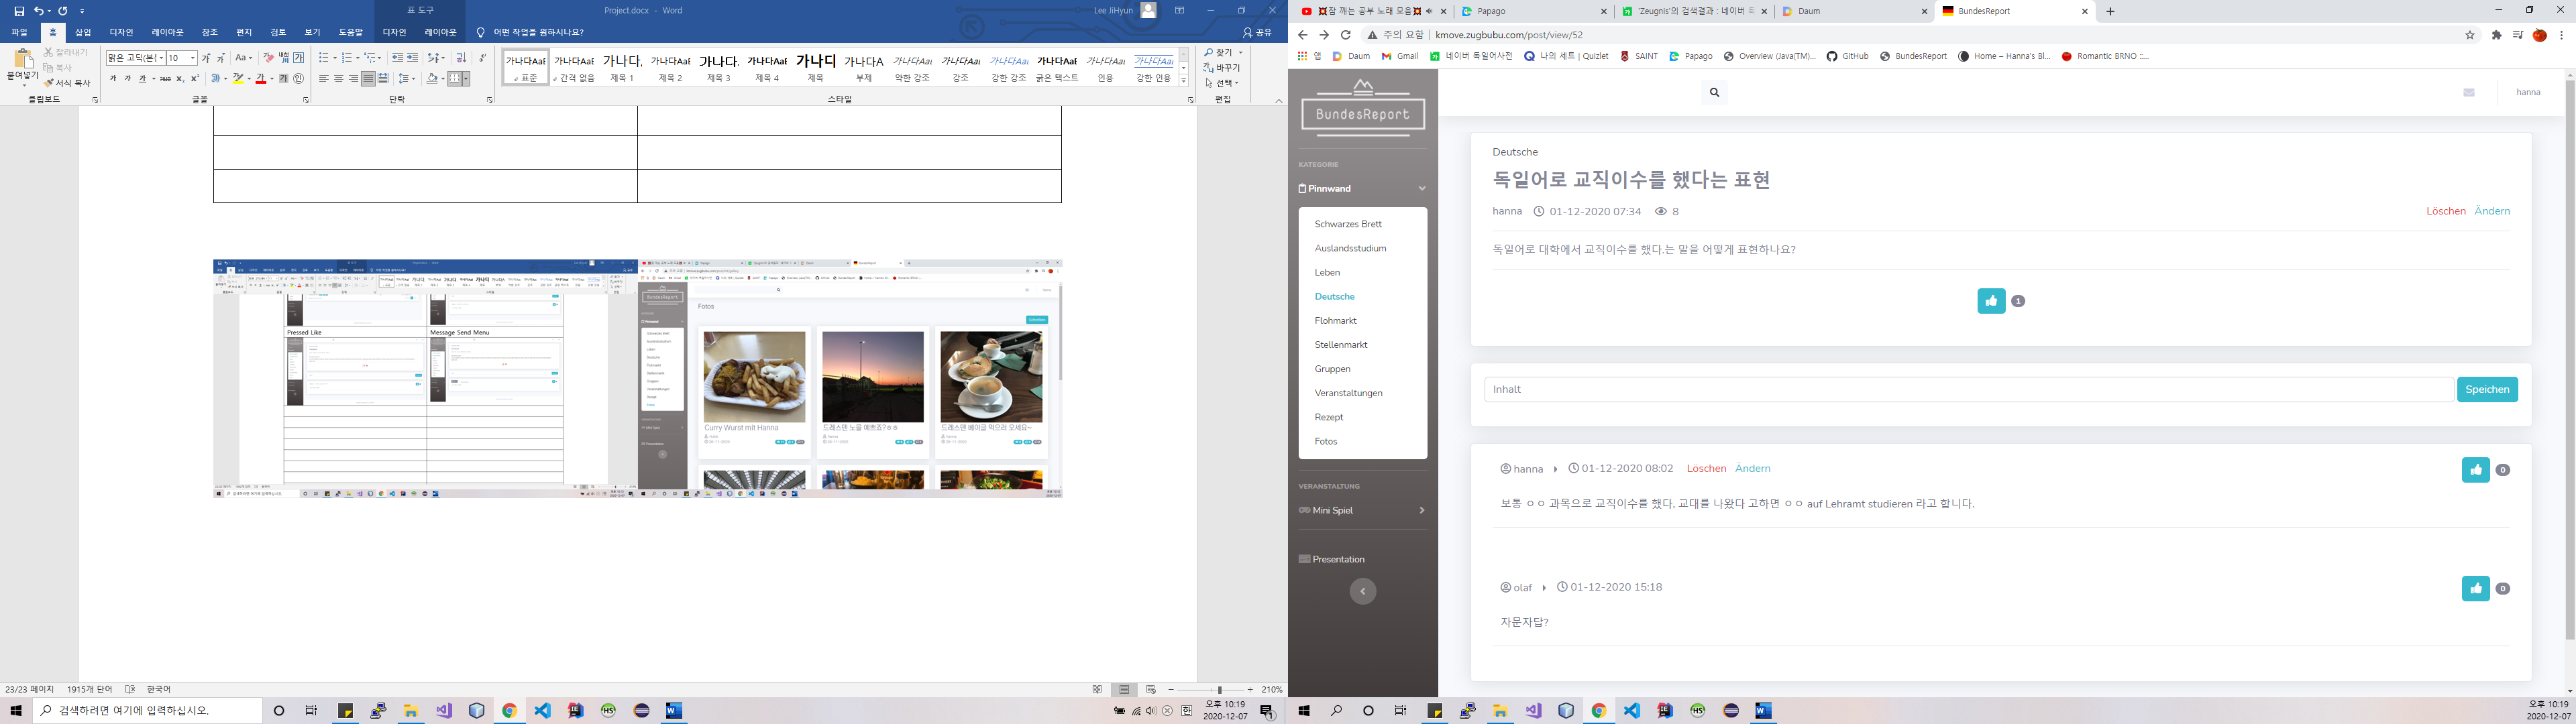 표 도구
Project.docx - Word
Lee JiHyun
파일 홈 삽입 디자인 레이아웃 참조 편지 검토 보기 도움말 디자인 레이아웃 어떤 작업을 원하시나요? 공유
붙여넣기
잘라내기
복사
서식 복사
맑은 고딕(본문 10
가나다AaE 가나다AaE 가나다, 가나다AaE 가나다, 가나다AaE 가나디 가나다A 가나다Aa 가나다Aa 가나다AaE 가나다AaE 가나다Aa 가나다Aa
표준 간격 없음 제목 1 제목 2 제목 3 제목 4 제목 부제 약한 강조 강조 강한 강조 굵은 텍스트 인용 강한 인용
찾기
바꾸기
선택
클립보드 글꼴 단락 스타일 편집
Pressed Like
Message Send Menu
Fotos
Curry Wurst mit Hanna
드레스덴 노을 예쁘죠?ㅎㅎ
드레스덴 베이글 먹으러 오세요~
23/23 페이지 1915개 단어 한국어
210%
검색하려면 여기에 입력하십시오.
오후 10:19
2020-12-07
잠 깨는 공부 노래 모음
Papago
'Zeugnis'의 검색결과 : 네이버
Daum
BundesReport
주의 요함 kmove.zugbubu.com/post/view/52
앱 Daum Gmail 네이버 독일어사전 나의 세트 | Quizlet SAINT Papago Overview (Java(TM)... GitHub BundesReport Home – Hanna's Bl... Romantic BRNO ::...
BundesReport
hanna
KATEGORIE
Pinnwand
Schwarzes Brett
Auslandsstudium
Leben
Deutsche
Flohmarkt
Stellenmarkt
Gruppen
Veranstaltungen
Rezept
Fotos
VERANSTALTUNG
Mini Spiel
Presentation
Deutsche
독일어로 교직이수를 했다는 표현
hanna 01-12-2020 07:34 8
Löschen Ändern
독일어로 대학에서 교직이수를 했다.는 말을 어떻게 표현하나요?
1
Inhalt
Speichen
hanna 01-12-2020 08:02 Löschen Ändern
0
보통 ㅇㅇ 과목으로 교직이수를 했다, 교대를 나왔다 고하면 ㅇㅇ auf Lehramt studieren 라고 합니다.
olaf 01-12-2020 15:18
0
자문자답?
오후 10:19
2020-12-07